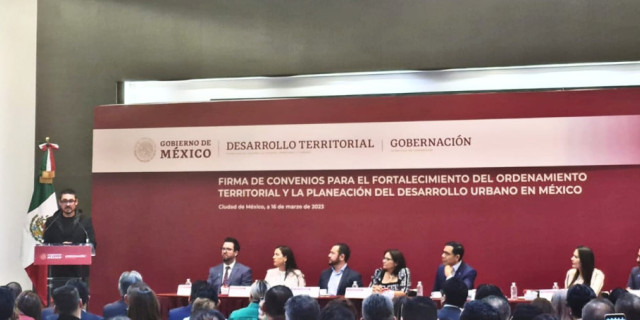 GOBIERNO DE
MÉXICO
DESARROLLO TERRITORIAL
GOBERNACIÓN
FIRMA DE CONVENIOS PARA EL FORTALECIMIENTO DEL ORDENAMIENTO
TERRITORIAL Y LA PLANEACIÓN DEL DESARROLLO URBANO EN MÉXICO
Ciudad de México, a 16 de marzo de 2023
MÉXICO